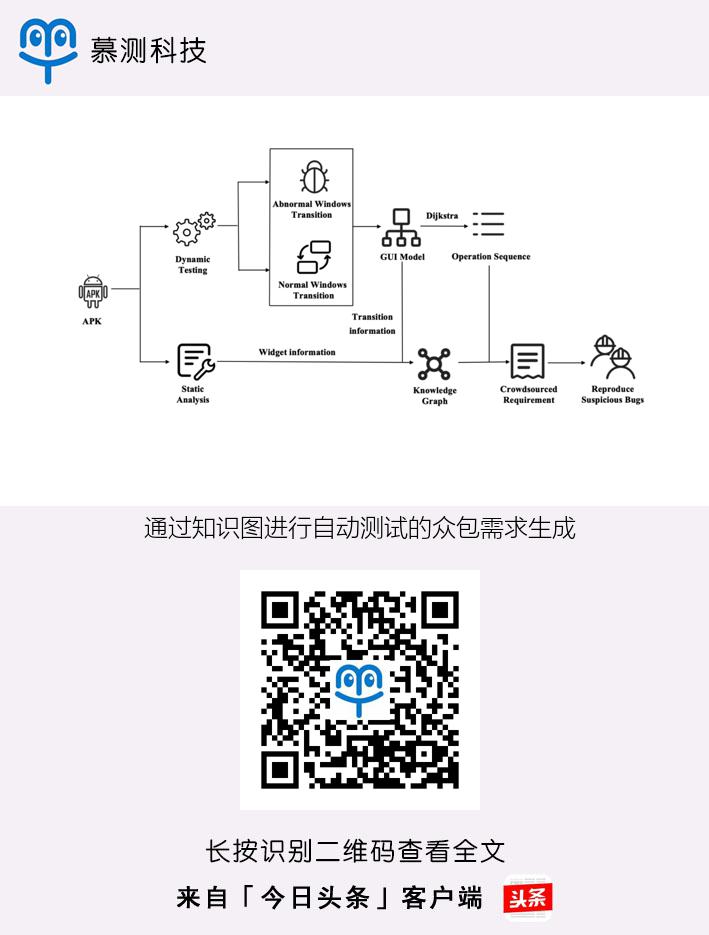 慕测科技
Abnormal Windows
Transition
Dynamic
Testing
Normal Windows
Transition
GUI Model
Dijkstra
Operation Sequence
APK
APK
Transition
information
Widget information
Static
Analysis
Knowledge
Graph
Crowdsourced
Requirement
Reproduce
Suspicious Bugs
通过知识图进行自动测试的众包需求生成
长按识别二维码查看全文
来自「今日头条」客户端
头条